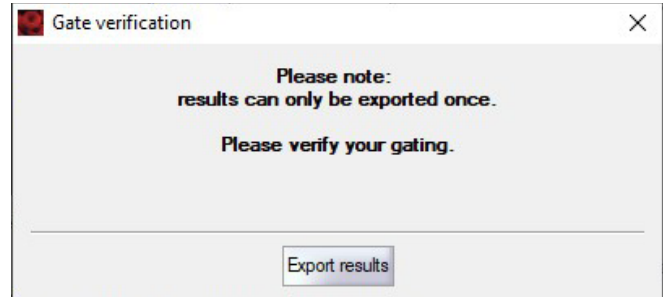 Gate verification
Please note:
results can only be exported once.
Please verify your gating.
Export results